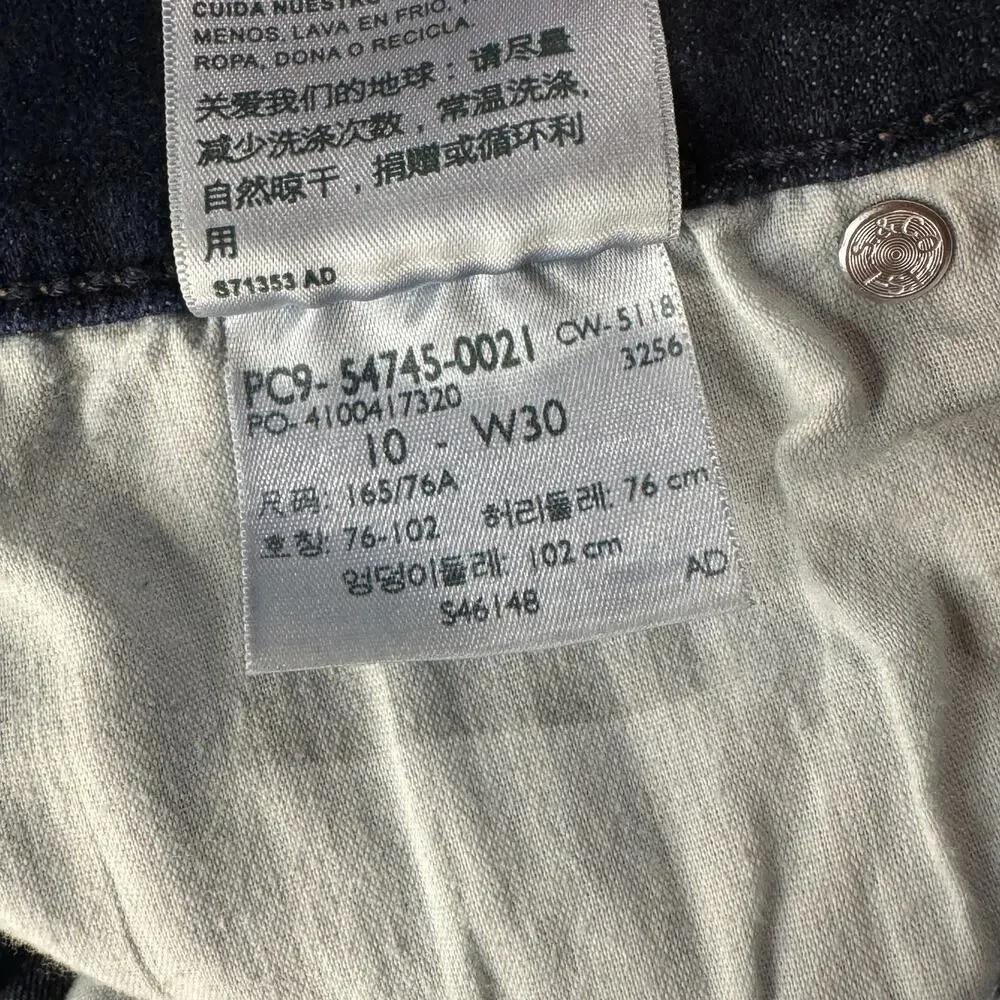 CUIDA NUESTRO
MENOS, LAVA EN FRIO,
ROPA, DONA O RECICLA.
关爱我们的地球：请尽量
减少洗涤次数，常温洗涤,
自然晾干，捐赠或循环利
用
S71353 AD
PC9- 54745-0021 CW- 5118
PO- 4100417320 3256
10 - W30
尺码: 165/76A
호칭: 76-102 허리둘레: 76 cm
엉덩이둘레: 102 cm AD
S46148